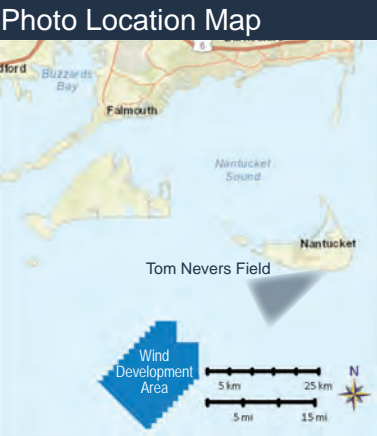 Photo Location Map
6
dford
Buzzards
Bay
Falmouth
Nantucket
Sound
Nantucket
Tom Nevers Field
Wind
Development
Area
N
5 km
25 km
5 mi
15 mi